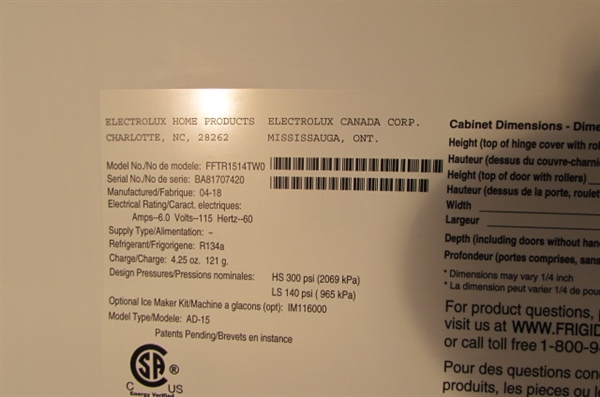 ELECTROLUX HOME PRODUCTS ELECTROLUX CANADA CORP.
CHARLOTTE, NC, 28262 MISSISSAUGA, ONT.
Model No./No de modele: FFTR1514TW0
Serial No./No de serie: BA81707420
Manufactured/Fabrique: 04-18
Electrical Rating/Caract. electriques:
Amps--6.0 Volts--115 Hertz--60
Supply Type/Alimentation: –
Refrigerant/Frigorigene: R134a
Charge/Charge: 4.25 oz. 121 g.
Design Pressures/Pressions nominales: HS 300 psi (2069 kPa)
LS 140 psi ( 965 kPa)
Optional Ice Maker Kit/Machine a glacons (opt): IM116000
Model Type/Modele: AD-15
Patents Pending/Brevets en instance
CSA ®
C US
Energy Verified
Cabinet Dimensions - Dime
Height (top of hinge cover with rol
Hauteur (dessus du couvre-charni
Height (top of door with rollers)
Hauteur (dessus de la porte, roulet
Width
Largeur
Depth (including doors without han
Profondeur (portes comprises, sans
* Dimensions may vary 1/4 inch
* La dimension peut varier 1/4 de pou
For product questions,
visit us at WWW.FRIGID
or call toll free 1-800-9
Pour des questions con
produits, les pieces ou l